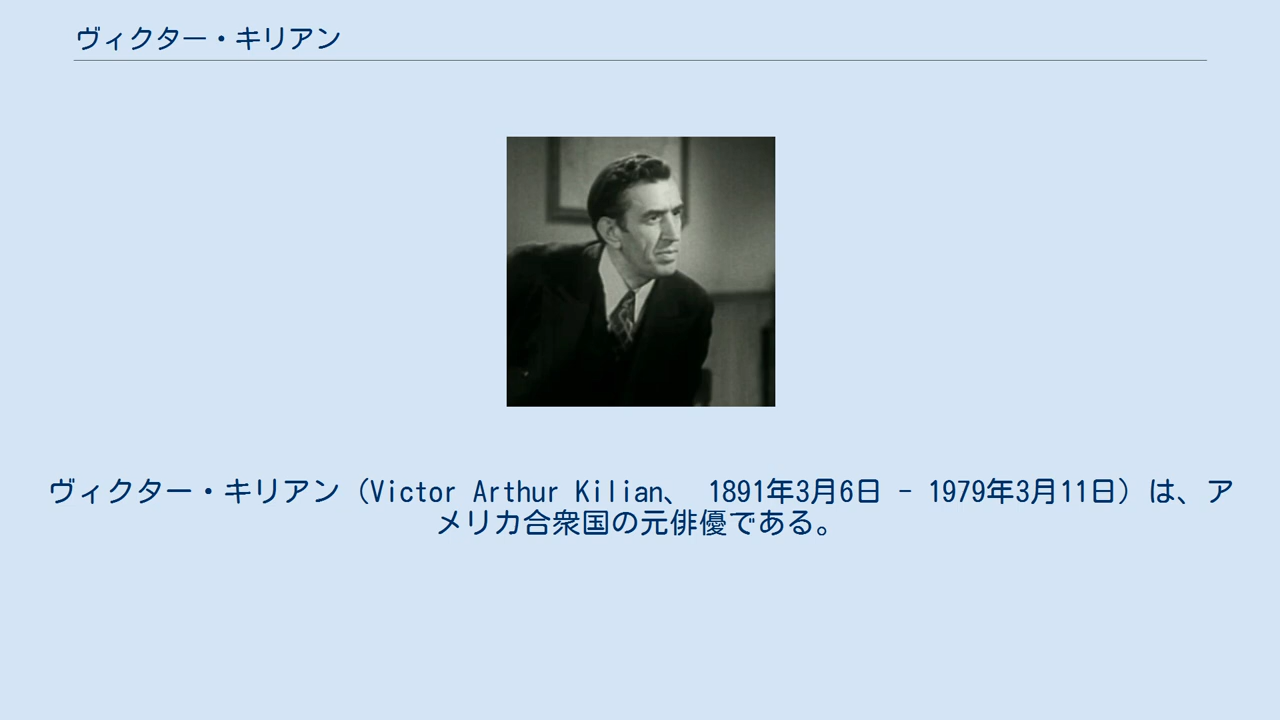 ヴィクター・キリアン
ヴィクター・キリアン（Victor Arthur Kilian、 1891年3月6日 - 1979年3月11日）は、ア
メリカ合衆国の元俳優である。